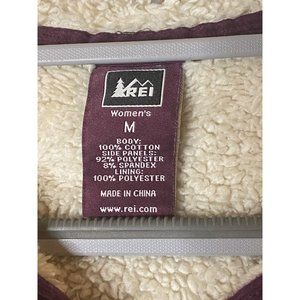 REI
Women's
M
BODY:
100% COTTON
SIDE PANELS:
92% POLYESTER
8% SPANDEX
LINING:
100% POLYESTER
MADE IN CHINA
www.rei.com